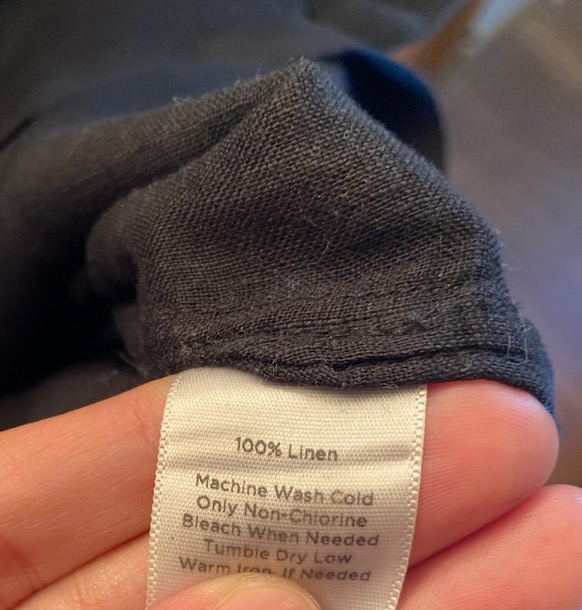 100% Linen
Machine Wash Cold
Only Non-Chlorine
Bleach When Needed
Tumble Dry Low
Warm Iron If Needed